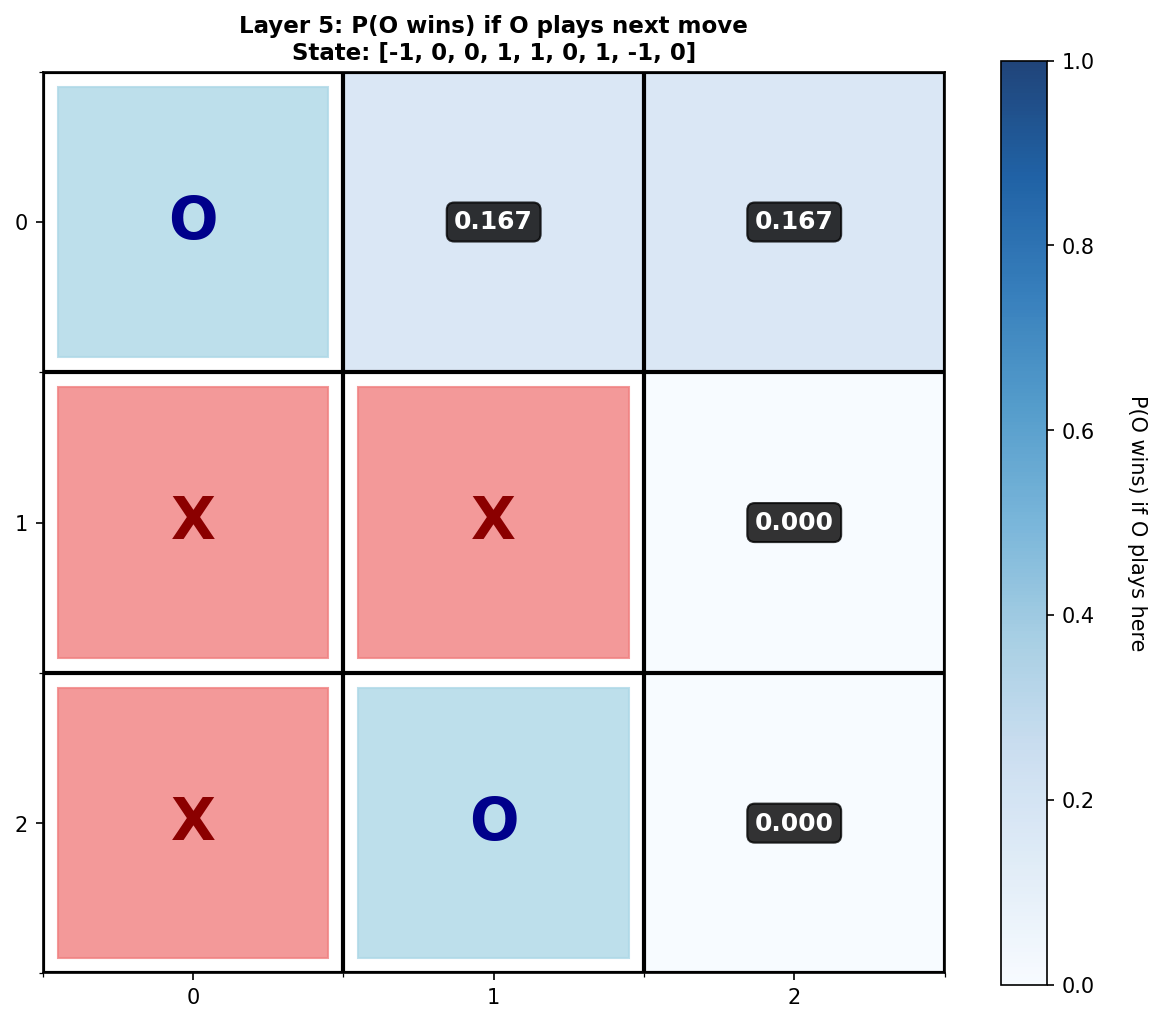 Layer 5: P(O wins) if O plays next move
State: [-1, 0, 0, 1, 1, 0, 1, -1, 0]
0
O
0.167
0.167
1
X
X
0.000
2
X
O
0.000
0
1
2
1.0
0.8
0.6
0.4
0.2
0.0
P(O wins) if O plays here